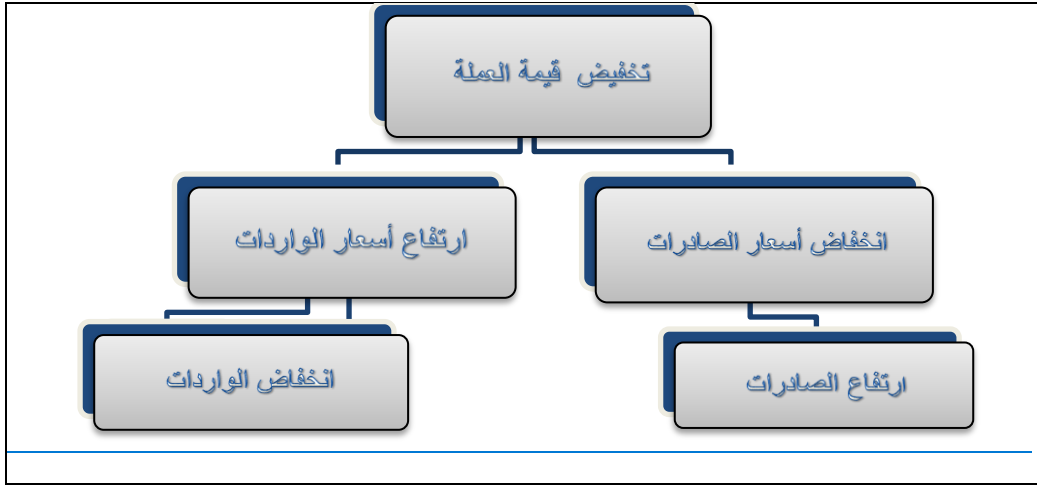 تخفيض قيمة العملة
انخفاض أسعار الصادرات
ارتفاع أسعار الواردات
ارتفاع الصادرات
انخفاض الواردات